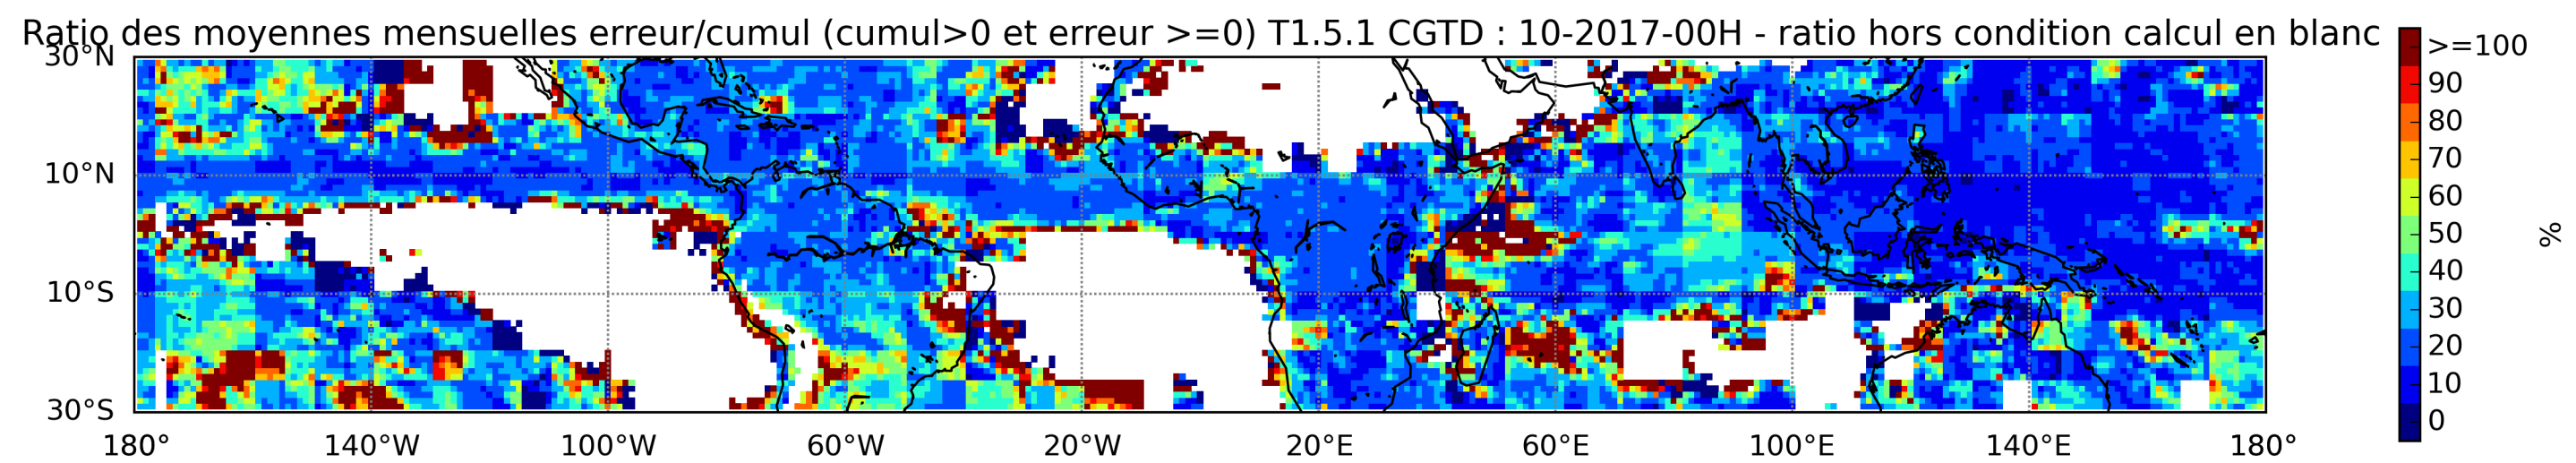 Ratio des moyennes mensuelles erreur/cumul (cumul>0 et erreur >=0) T1.5.1 CGTD : 10-2017-00H - ratio hors condition calcul en blanc
30°N
10°N
10°S
30°S
180°
140°W
100°W
60°W
20°W
20°E
60°E
100°E
140°E
180°
>=100
90
80
70
60
50
40
30
20
10
0
%